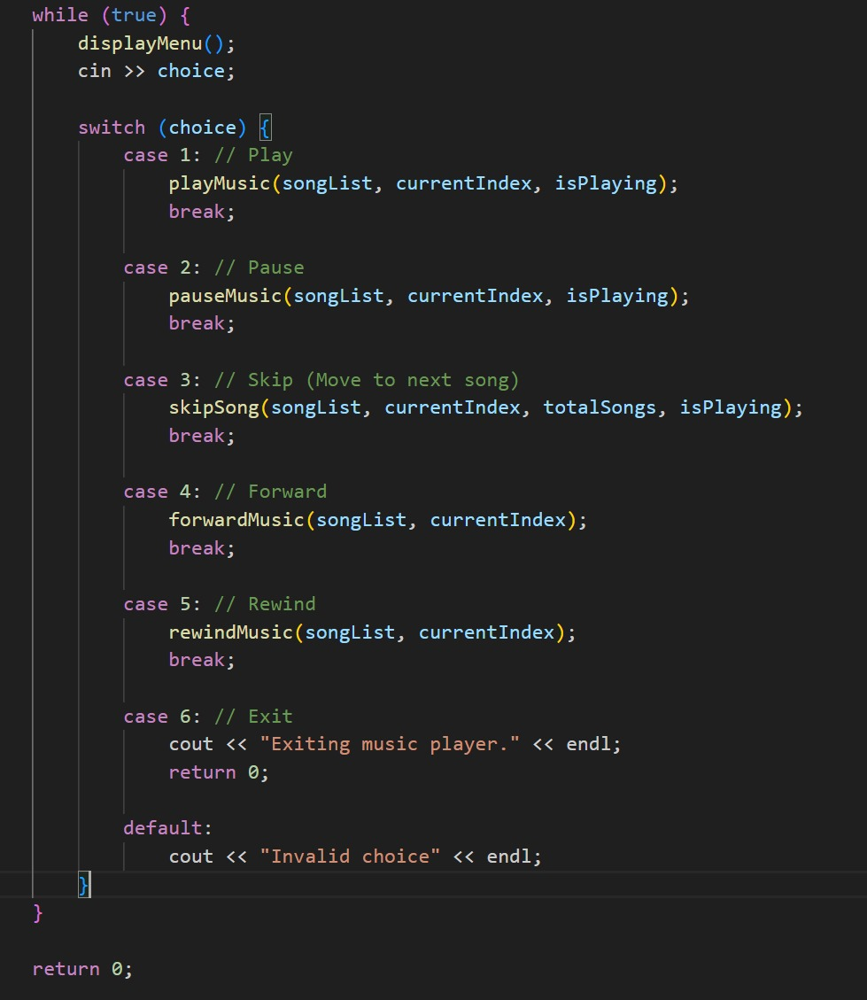 while (true) {
displayMenu();
cin >> choice;
switch (choice) {
case 1: // Play
playMusic(songList, currentIndex, isPlaying);
break;
case 2: // Pause
pauseMusic(songList, currentIndex, isPlaying);
break;
case 3: // Skip (Move to next song)
skipSong(songList, currentIndex, totalSongs, isPlaying);
break;
case 4: // Forward
forwardMusic(songList, currentIndex);
break;
case 5: // Rewind
rewindMusic(songList, currentIndex);
break;
case 6: // Exit
cout << "Exiting music player." << endl;
return 0;
default:
cout << "Invalid choice" << endl;
}
}
return 0;